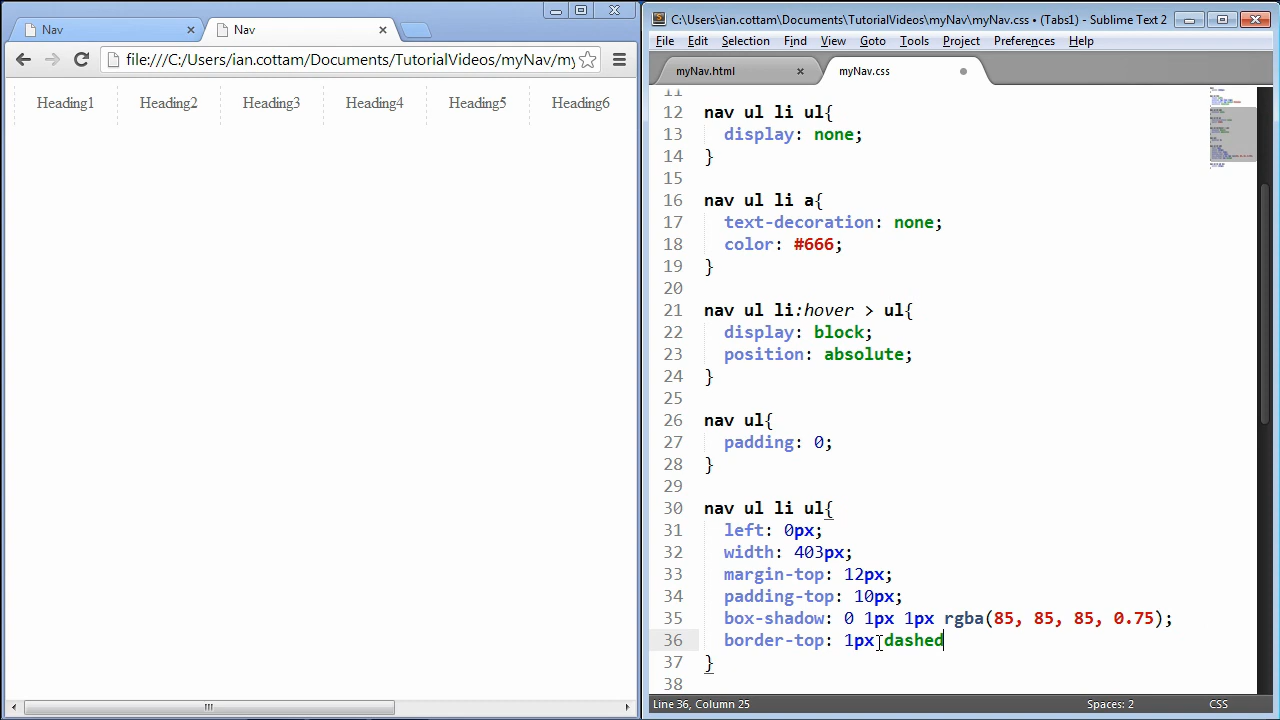 Nav
Nav
file:///C:/Users/ian.cottam/Documents/TutorialVideos/myNav/my
Heading1 Heading2 Heading3 Heading4 Heading5 Heading6
C:\Users\ian.cottam\Documents\TutorialVideos\myNav\myNav.css • (Tabs1) - Sublime Text 2
File Edit Selection Find View Goto Tools Project Preferences Help
myNav.html myNav.css
11
12 nav ul li ul{
13 display: none;
14 }
15
16 nav ul li a{
17 text-decoration: none;
18 color: #666;
19 }
20
21 nav ul li:hover > ul{
22 display: block;
23 position: absolute;
24 }
25
26 nav ul{
27 padding: 0;
28 }
29
30 nav ul li ul{
31 left: 0px;
32 width: 403px;
33 margin-top: 12px;
34 padding-top: 10px;
35 box-shadow: 0 1px 1px rgba(85, 85, 85, 0.75);
36 border-top: 1px dashed
37 }
38
Line 36, Column 25 Spaces: 2 CSS